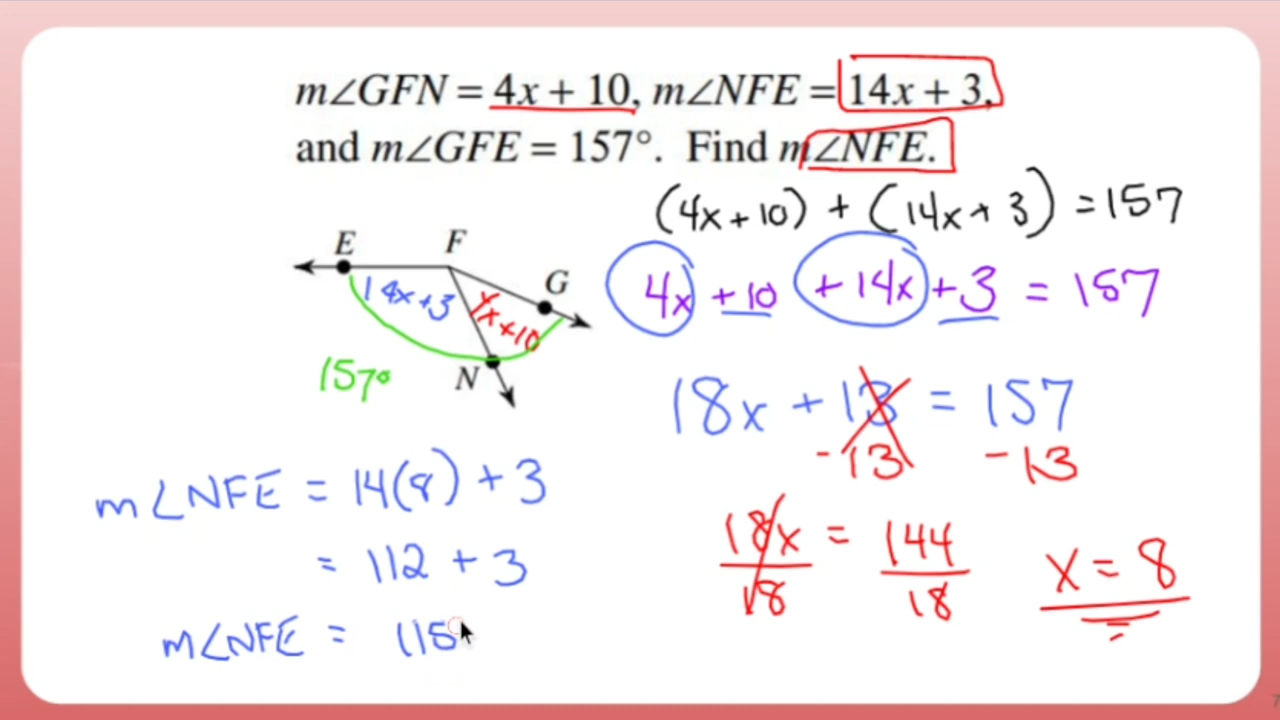 m∠GFN = 4x + 10, m∠NFE = 14x + 3,
and m∠GFE = 157°. Find m∠NFE.
(4x+10) + (14x+3) = 157
4x +10 +14x +3 = 157
18x + 13 = 157
-13 -13
18x = 144
18 18
x = 8
E F G
14x+3 4x+10
157°
N
m∠NFE = 14(8) + 3
= 112 + 3
m∠NFE = 115
7